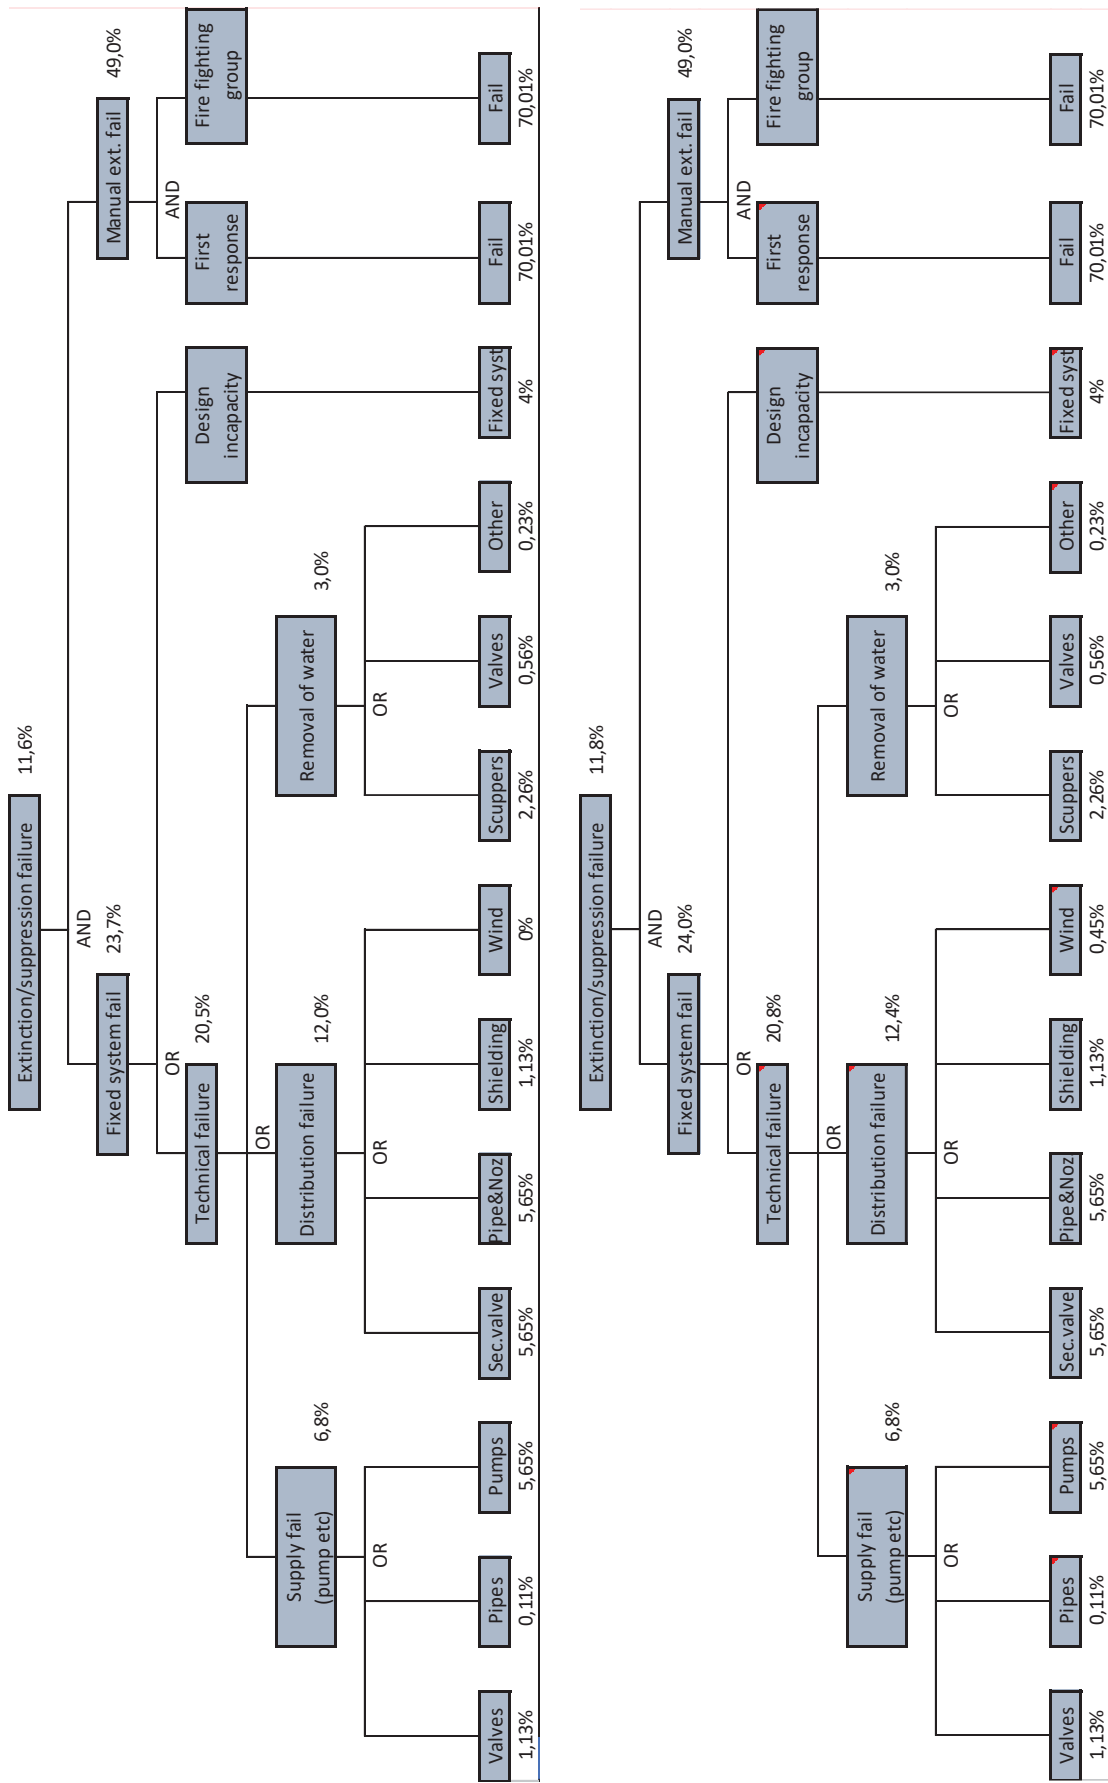 Extinction/suppression failure
11,6%
AND
Fixed system fail
23,7%
Manual ext. fail
49,0%
OR
AND
Technical failure
20,5%
Design
incapacity
First
response
Fire fighting
group
OR
Supply fail
(pump etc)
6,8%
Distribution failure
12,0%
Removal of water
3,0%
OR
OR
OR
Valves
Pipes
Pumps
Sec.valve
Pipe&Noz
Shielding
Wind
Scuppers
Valves
Other
Fixed syst
Fail
Fail
1,13%
0,11%
5,65%
5,65%
5,65%
1,13%
0%
2,26%
0,56%
0,23%
4%
70,01%
70,01%
Extinction/suppression failure
11,8%
AND
Fixed system fail
24,0%
Manual ext. fail
49,0%
OR
AND
Technical failure
20,8%
Design
incapacity
First
response
Fire fighting
group
OR
Supply fail
(pump etc)
6,8%
Distribution failure
12,4%
Removal of water
3,0%
OR
OR
OR
Valves
Pipes
Pumps
Sec.valve
Pipe&Noz
Shielding
Wind
Scuppers
Valves
Other
Fixed syst
Fail
Fail
1,13%
0,11%
5,65%
5,65%
5,65%
1,13%
0,45%
2,26%
0,56%
0,23%
4%
70,01%
70,01%